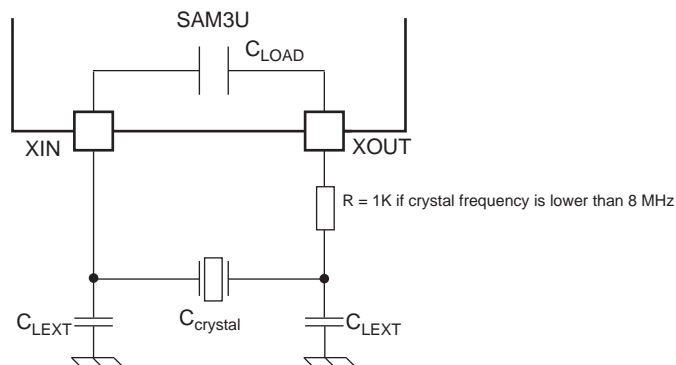 SAM3U
CLOAD
XIN
XOUT
R = 1K if crystal frequency is lower than 8 MHz
CLEXT
Ccrystal
CLEXT